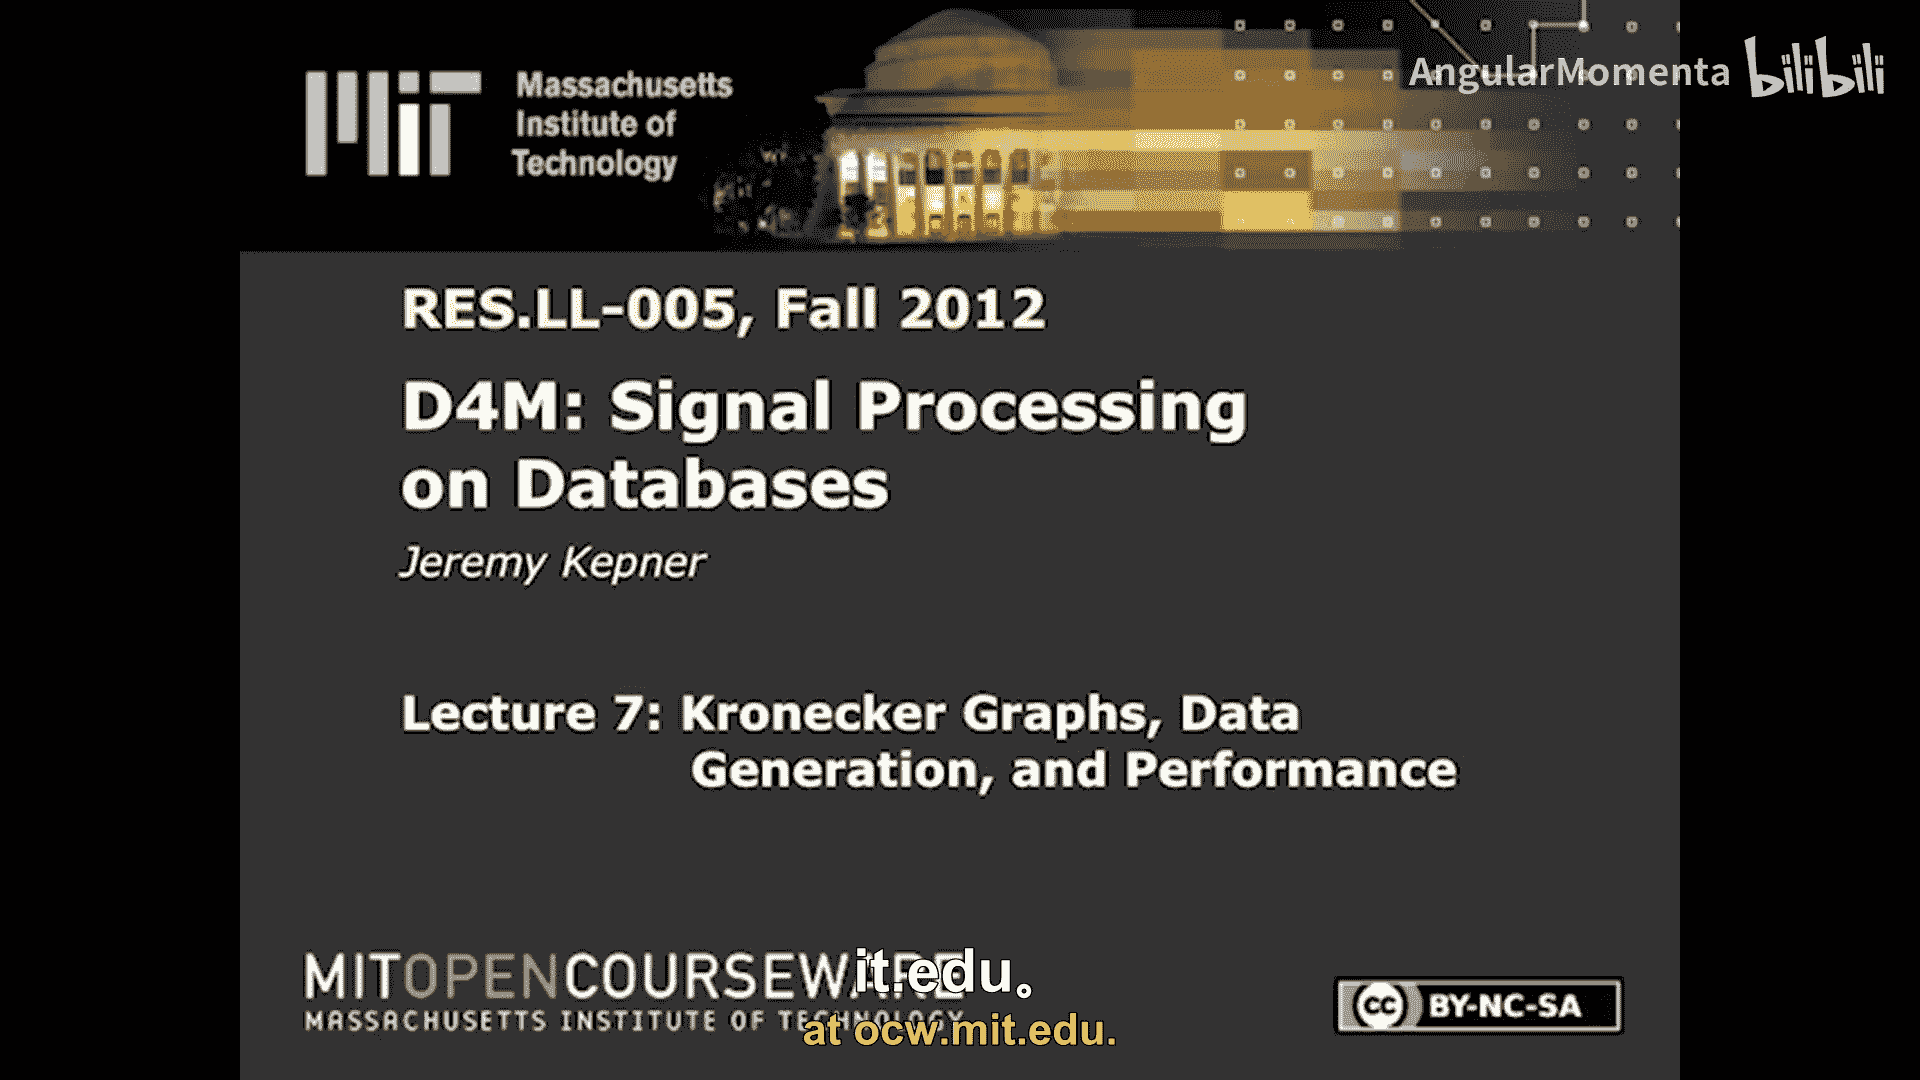 Massachusetts
Institute of
Technology
AngularMomenta bilibili
RES.LL-005, Fall 2012
D4M: Signal Processing
on Databases
Jeremy Kepner
Lecture 7: Kronecker Graphs, Data
Generation, and Performance
MITOPENCOURSEWARE
MASSACHUSETTS INSTITUTE OF TECHNOLOGY
it.edu。
at ocw.mit.edu.
cc BY-NC-SA